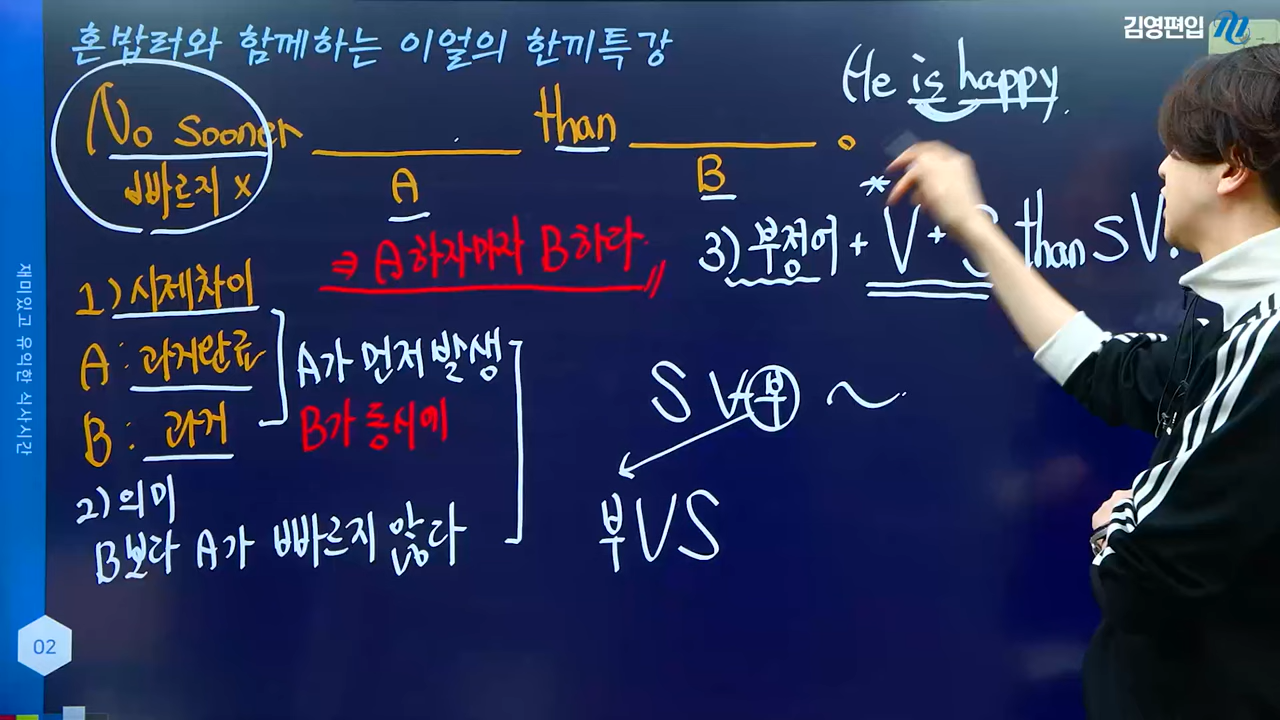 김영편입
혼밥러와 함께하는 이얼의 한끼특강
He is happy.
No sooner ________ than ________ .
빠르지 x
A
B
⇒ A하자마자 B하다.
3) 부정어 + V + S than S V.
1) 시제차이
A : 과거완료
B : 과거
A가 먼저 발생
B가 동시에
2) 의미
B보다 A가 빠르지 않다
S V 부 ~
부 V S
재미있고 유익한 식사시간
02